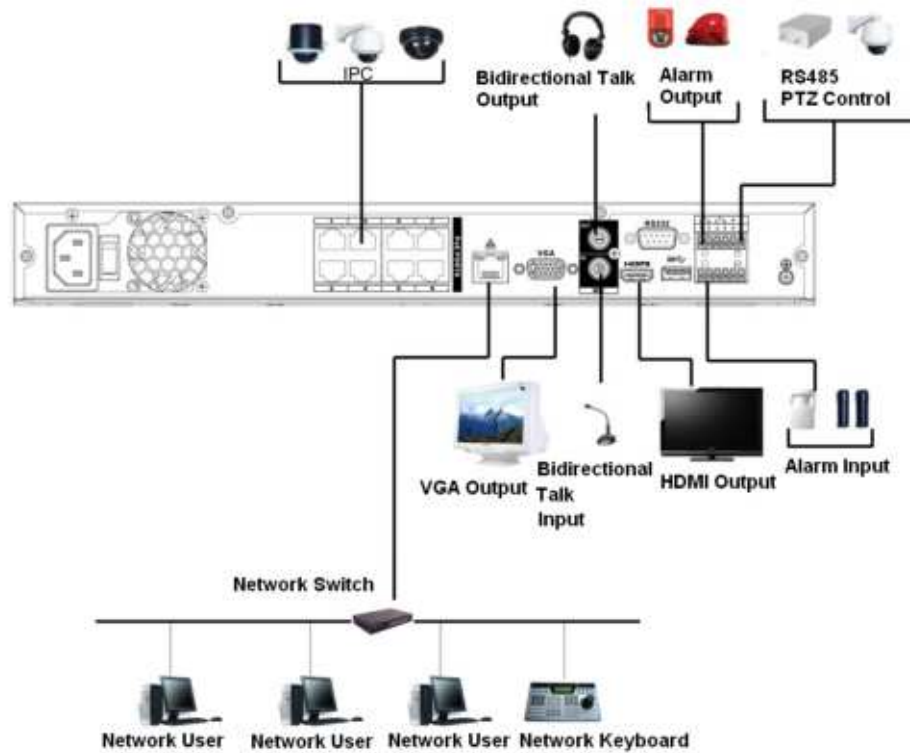 IPC
Bidirectional Talk
Output
Alarm
Output
RS485
PTZ Control
RS232
VGA
HDMI
VGA Output
Bidirectional
Talk
Input
HDMI Output
Alarm Input
Network Switch
Network User
Network User
Network User
Network Keyboard